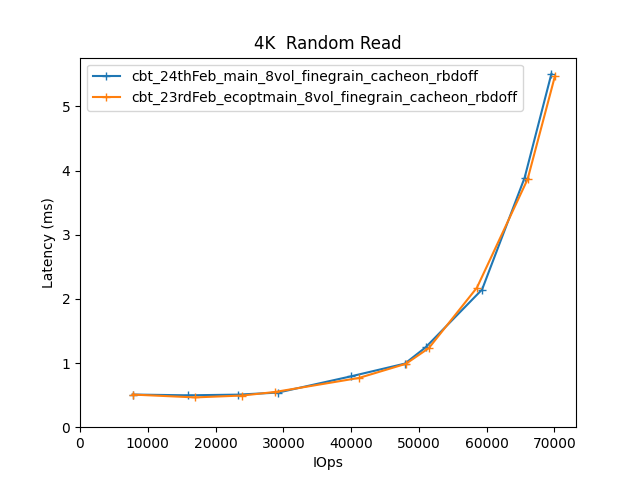 4K  Random Read
cbt_24thFeb_main_8vol_finegrain_cacheon_rbdoff
cbt_23rdFeb_ecoptmain_8vol_finegrain_cacheon_rbdoff
Latency (ms)
5
4
3
2
1
0
0 10000 20000 30000 40000 50000 60000 70000
IOps